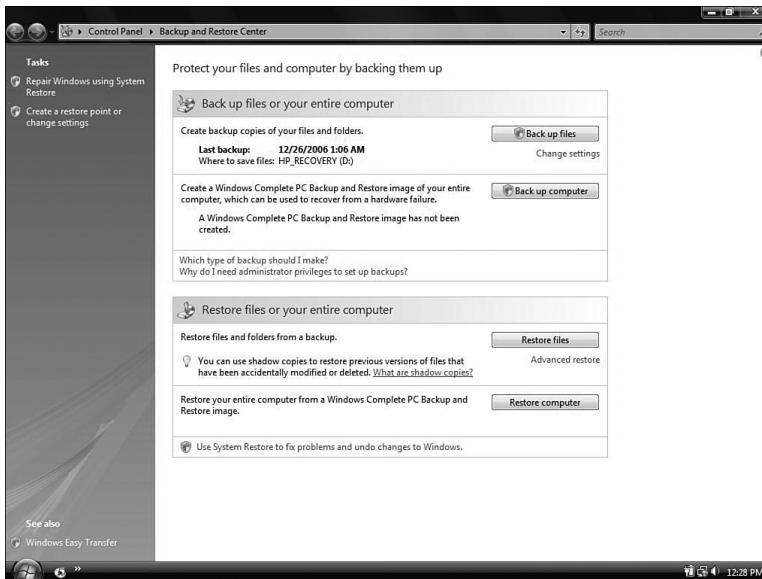 Control Panel ▸ Backup and Restore Center
Search
Tasks
Repair Windows using System
Restore
Create a restore point or
change settings
Protect your files and computer by backing them up
Back up files or your entire computer
Create backup copies of your files and folders.
Back up files
Last backup: 12/26/2006 1:06 AM
Where to save files: HP_RECOVERY (D:)
Change settings
Create a Windows Complete PC Backup and Restore image of your entire
computer, which can be used to recover from a hardware failure.
Back up computer
A Windows Complete PC Backup and Restore image has not been
created.
Which type of backup should I make?
Why do I need administrator privileges to set up backups?
Restore files or your entire computer
Restore files and folders from a backup.
Restore files
You can use shadow copies to restore previous versions of files that
have been accidentally modified or deleted. What are shadow copies?
Advanced restore
Restore your entire computer from a Windows Complete PC Backup and
Restore image.
Restore computer
Use System Restore to fix problems and undo changes to Windows.
See also
Windows Easy Transfer
12:28 PM